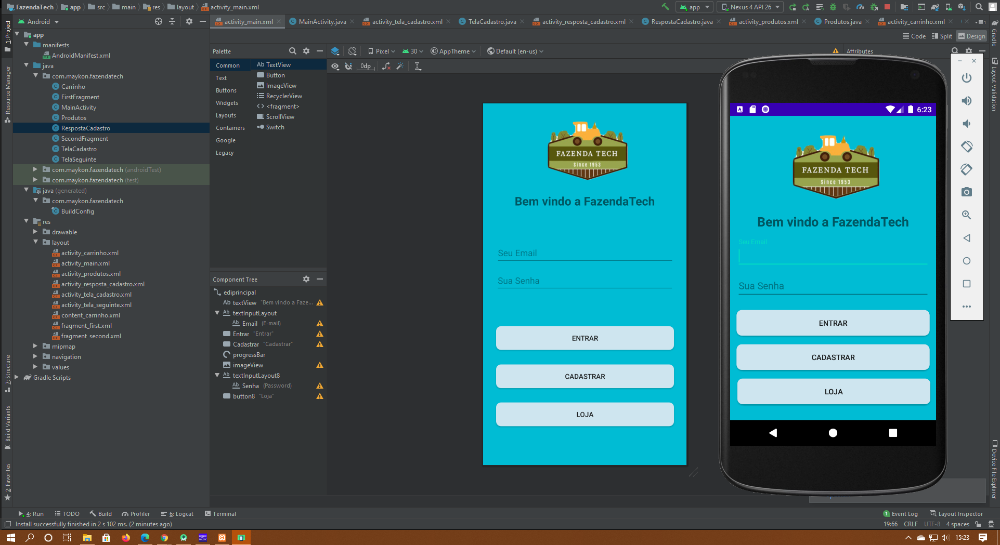 FazendaTech app src main res layout activity_main.xml
app Nexus 4 API 26
Android
activity_main.xml MainActivity.java activity_tela_cadastro.xml TelaCadastro.java activity_resposta_cadastro.xml RespostaCadastro.java activity_produtos.xml Produtos.java activity_carrinho.xml
Code Split Design
1: Project
Resource Manager
7: Structure
Build Variants
2: Favorites
app
manifests
AndroidManifest.xml
java
com.maykon.fazendatech
Carrinho
FirstFragment
MainActivity
Produtos
RespostaCadastro
SecondFragment
TelaCadastro
TelaSeguinte
com.maykon.fazendatech (androidTest)
com.maykon.fazendatech (test)
java (generated)
com.maykon.fazendatech
BuildConfig
res
drawable
layout
activity_carrinho.xml
activity_main.xml
activity_produtos.xml
activity_resposta_cadastro.xml
activity_tela_cadastro.xml
activity_tela_seguinte.xml
content_carrinho.xml
fragment_first.xml
fragment_second.xml
mipmap
navigation
values
Gradle Scripts
Palette
Common
Text
Buttons
Widgets
Layouts
Containers
Google
Legacy
Ab TextView
Button
ImageView
RecyclerView
<fragment>
ScrollView
Switch
Component Tree
ediprincipal
Ab textView "Bem vindo a Faze...
Ab textInputLayout
Ab Email (E-mail)
Entrar "Entrar"
Cadastrar "Cadastrar"
progressBar
imageView
Ab textInputLayout8
Ab Senha (Password)
button8 "Loja"
Pixel 30 AppTheme Default (en-us)
Attributes
0dp
FAZENDA TECH
Since 1953
Bem vindo a FazendaTech
Seu Email
Sua Senha
ENTRAR
CADASTRAR
LOJA
A 6:23
FAZENDA TECH
Since 1953
Bem vindo a FazendaTech
Seu Email
Sua Senha
ENTRAR
CADASTRAR
LOJA
Gradle
Layout Validation
Device File Explorer
4: Run TODO Build Profiler 6: Logcat Terminal
1 Event Log Layout Inspector
Install successfully finished in 2 s 102 ms. (2 minutes ago)
19:66 CRLF UTF-8 4 spaces
amazon music
15:23